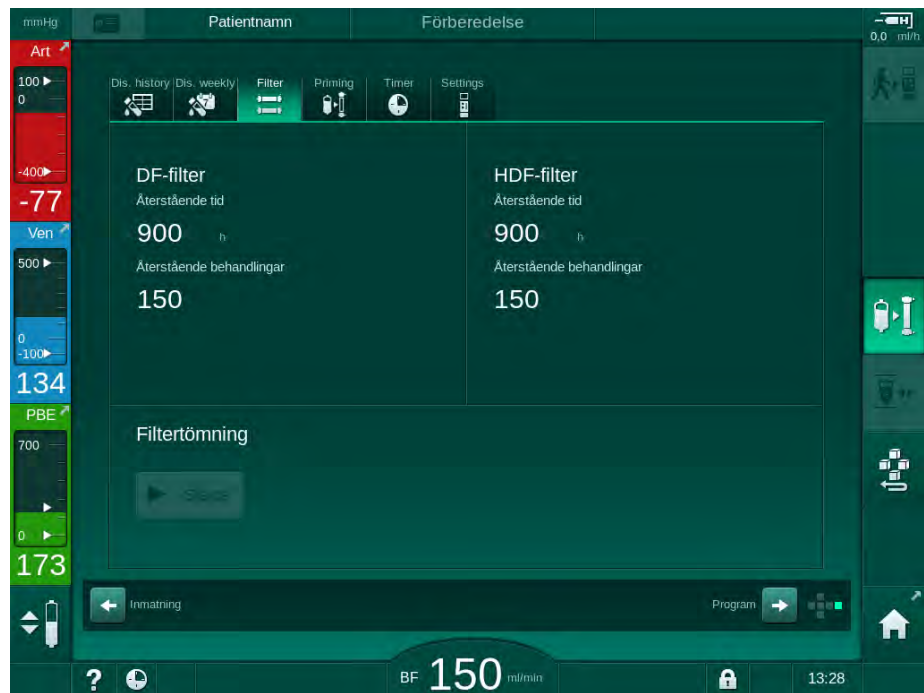 mmHg
Patientnamn
Förberedelse
0,0 ml/h
Art
100
0
-400
-77
Ven
500
0
-100
134
PBE
700
0
173
Dis. history
Dis. weekly
7
Filter
Priming
Timer
Settings
DF-filter
Återstående tid
900 h
Återstående behandlingar
150
HDF-filter
Återstående tid
900 h
Återstående behandlingar
150
Filtertömning
Inmatning
Program
?
BF 150 ml/min
13:28